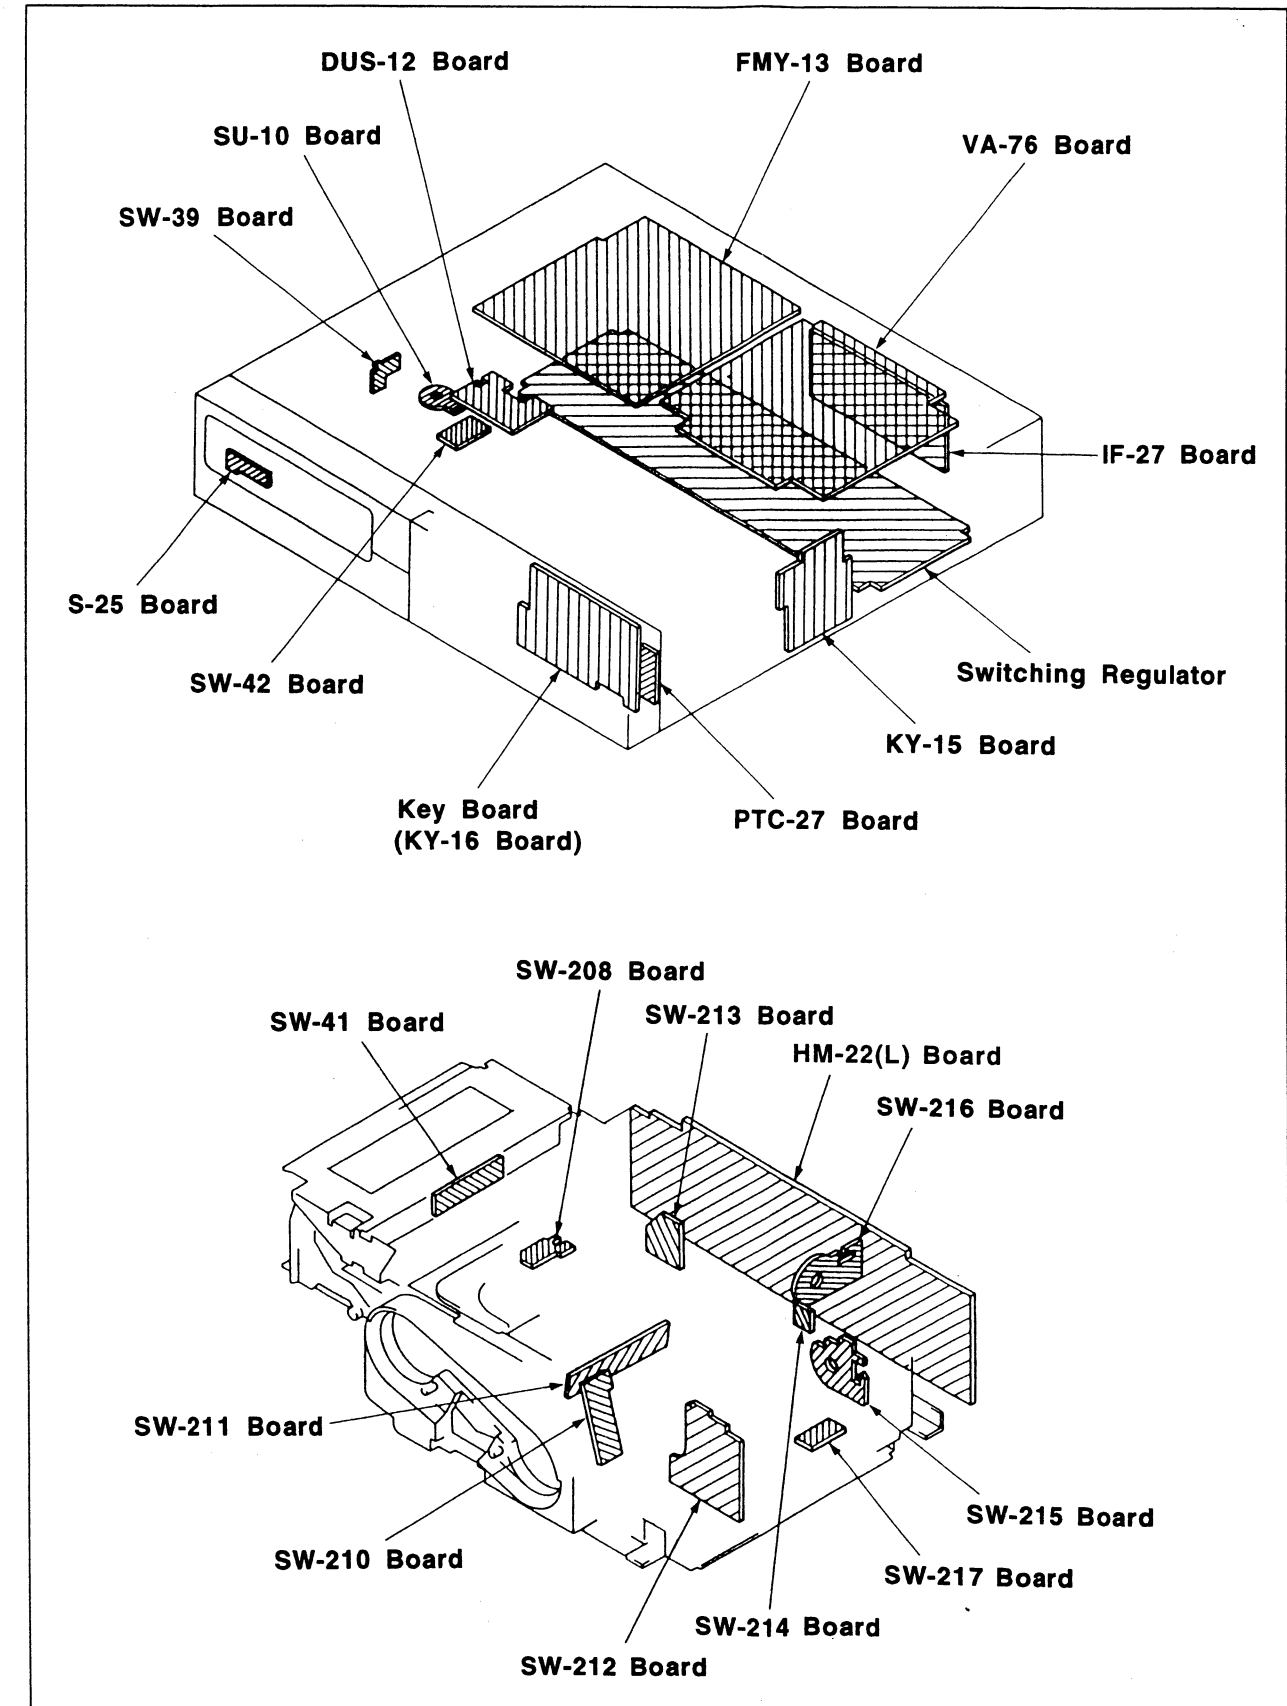 DUS-12 Board
FMY-13 Board
SU-10 Board
VA-76 Board
SW-39 Board
IF-27 Board
S-25 Board
SW-42 Board
Switching Regulator
KY-15 Board
Key Board
(KY-16 Board)
PTC-27 Board
SW-208 Board
SW-213 Board
SW-41 Board
HM-22(L) Board
SW-216 Board
SW-211 Board
SW-215 Board
SW-210 Board
SW-217 Board
SW-214 Board
SW-212 Board